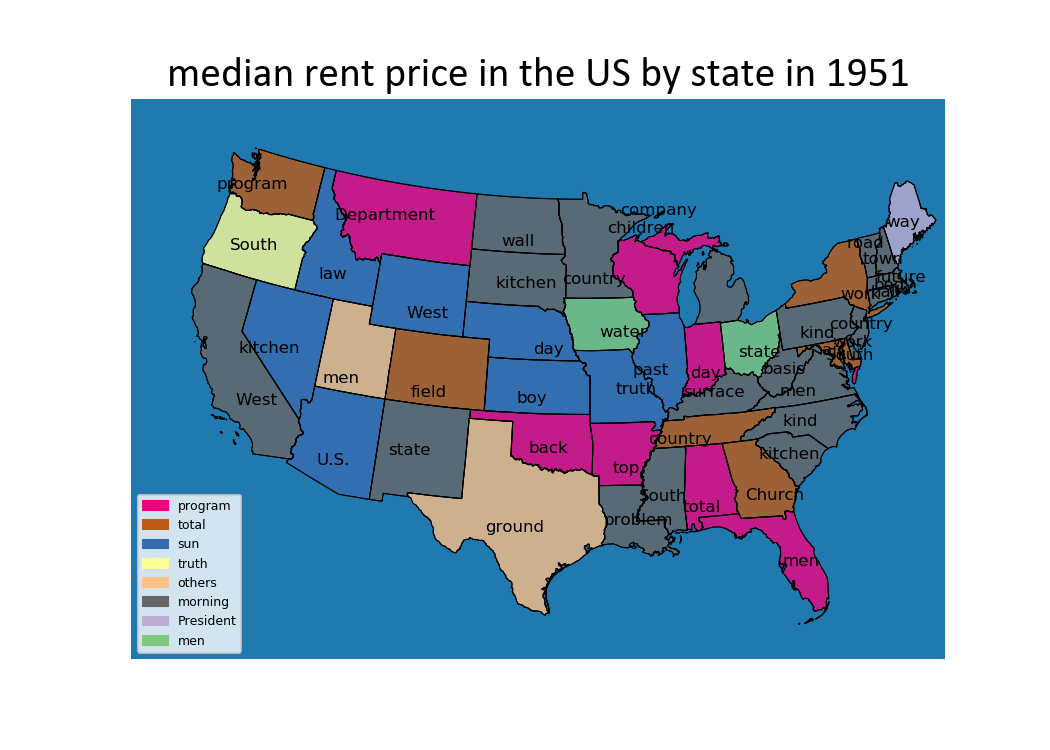 median rent price in the US by state in 1951
program
Department
company
children
way
South
wall
road
town
law
kitchen
country
future
body
work
West
water
kind
country
kitchen
day
state
work
south
men
past
basis
day
field
boy
truth
surface
men
West
kind
country
U.S.
state
back
kitchen
top
South
total
Church
problem
ground
men
program
total
sun
truth
others
morning
President
men